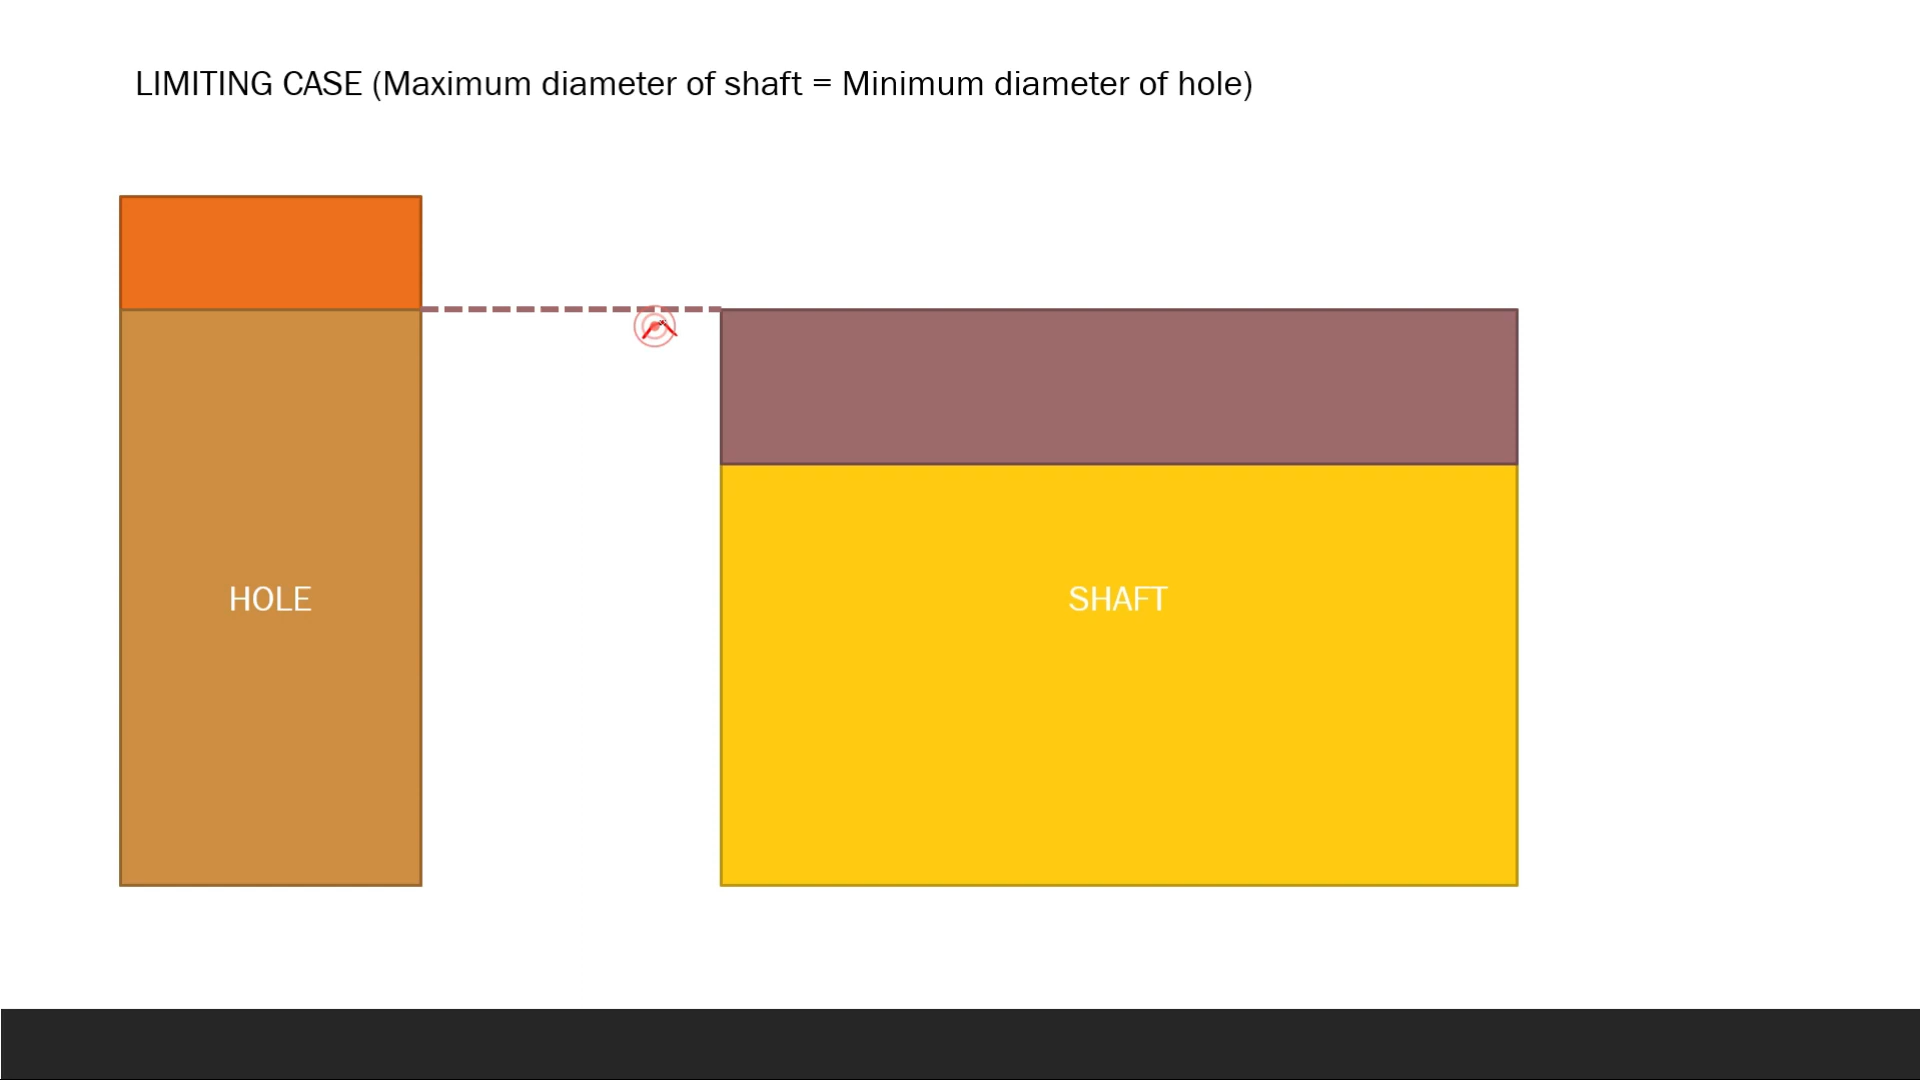 LIMITING CASE (Maximum diameter of shaft = Minimum diameter of hole)
HOLE
SHAFT